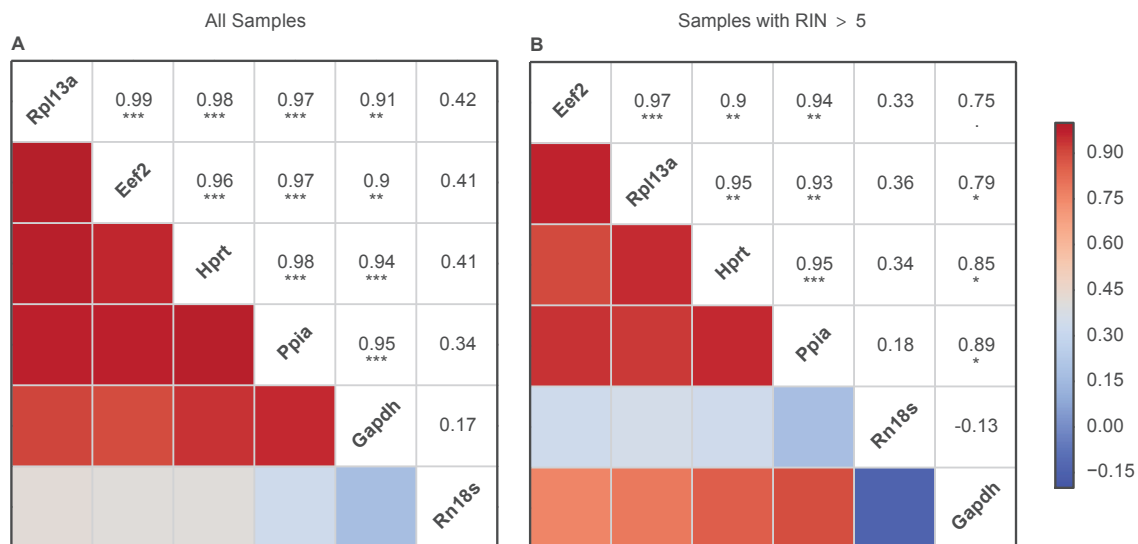 All Samples
Samples with RIN > 5
A
B
Rpl13a 0.99 0.98 0.97 0.91 0.42
*** *** *** **
Eef2 0.96 0.97 0.9 0.41
*** *** **
Hprt 0.98 0.94 0.41
*** ***
Ppia 0.95 0.34
***
Gapdh 0.17
Rn18s
Eef2 0.97 0.9 0.94 0.33 0.75
*** ** ** .
Rpl13a 0.95 0.93 0.36 0.79
** ** *
Hprt 0.95 0.34 0.85
*** *
Ppia 0.18 0.89
*
Rn18s -0.13
Gapdh
0.90
0.75
0.60
0.45
0.30
0.15
0.00
−0.15